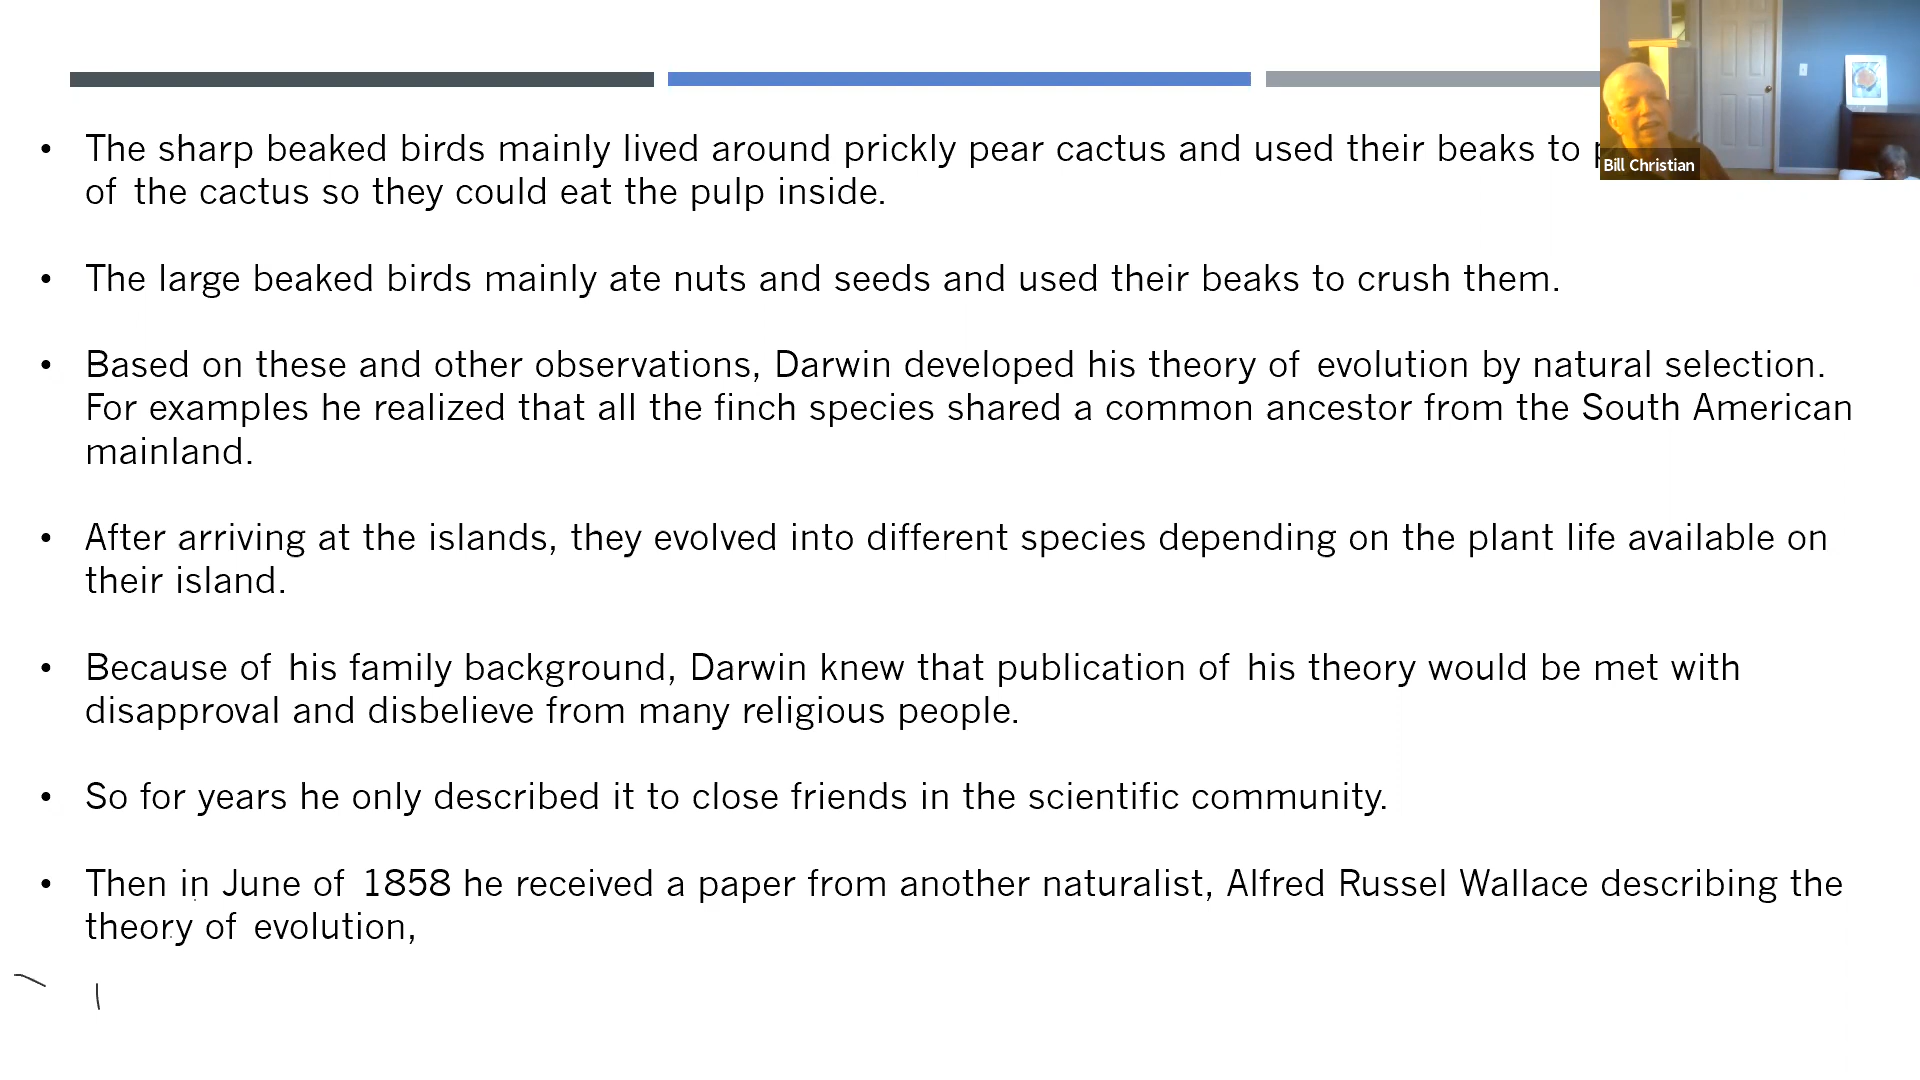 • The sharp beaked birds mainly lived around prickly pear cactus and used their beaks to
of the cactus so they could eat the pulp inside.
• The large beaked birds mainly ate nuts and seeds and used their beaks to crush them.
• Based on these and other observations, Darwin developed his theory of evolution by natural selection.
For examples he realized that all the finch species shared a common ancestor from the South American
mainland.
• After arriving at the islands, they evolved into different species depending on the plant life available on
their island.
• Because of his family background, Darwin knew that publication of his theory would be met with
disapproval and disbelieve from many religious people.
• So for years he only described it to close friends in the scientific community.
• Then in June of 1858 he received a paper from another naturalist, Alfred Russel Wallace describing the
theory of evolution,
Bill Christian